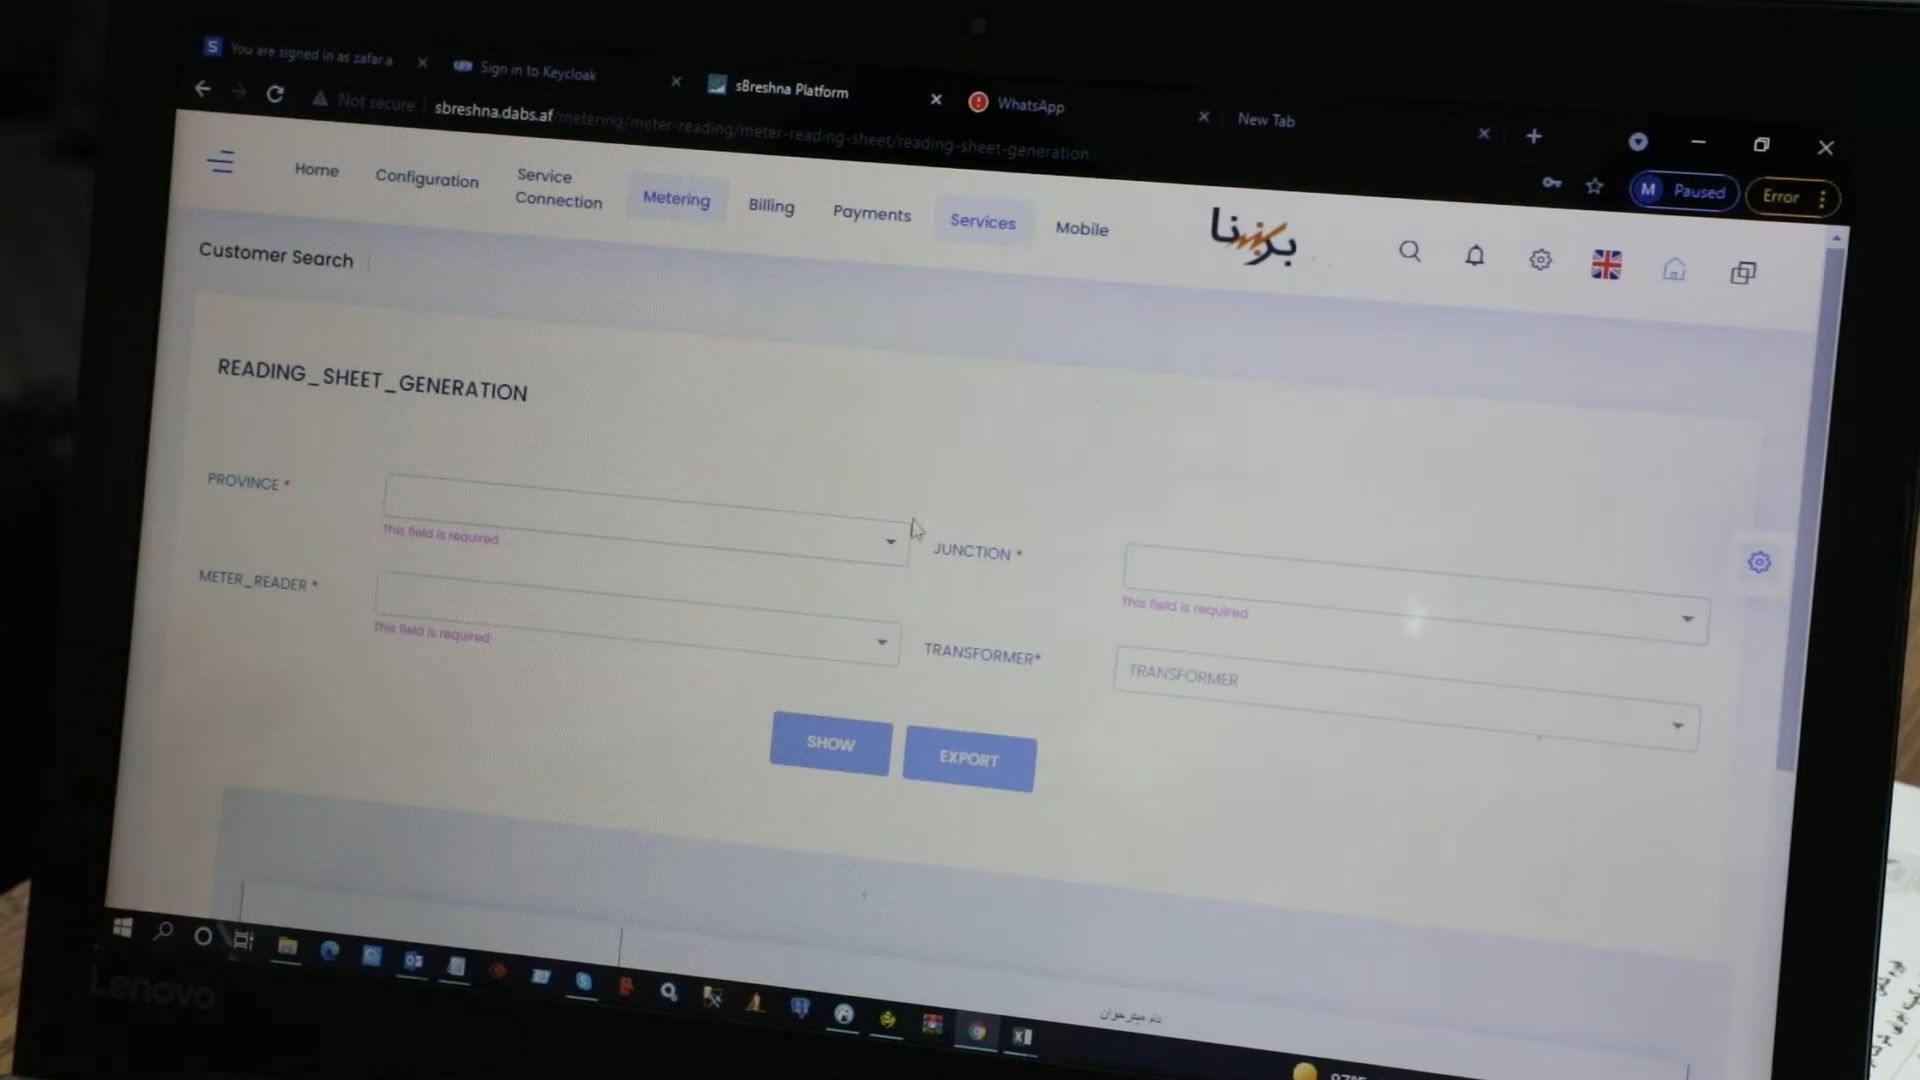 You are signed in as zafar.a
Sign in to Keycloak
sBreshna Platform
WhatsApp
New Tab
Not secure
sbreshna.dabs.af/metering/meter-reading/meter-reading-sheet/reading-sheet-generation
M Paused
Error
Home
Configuration
Service
Connection
Metering
Billing
Payments
Services
Mobile
برشنا
Customer Search
READING_SHEET_GENERATION
PROVINCE *
This field is required
JUNCTION *
This field is required
METER_READER *
This field is required
TRANSFORMER*
TRANSFORMER
SHOW
EXPORT
نام میترخوان
Lenovo